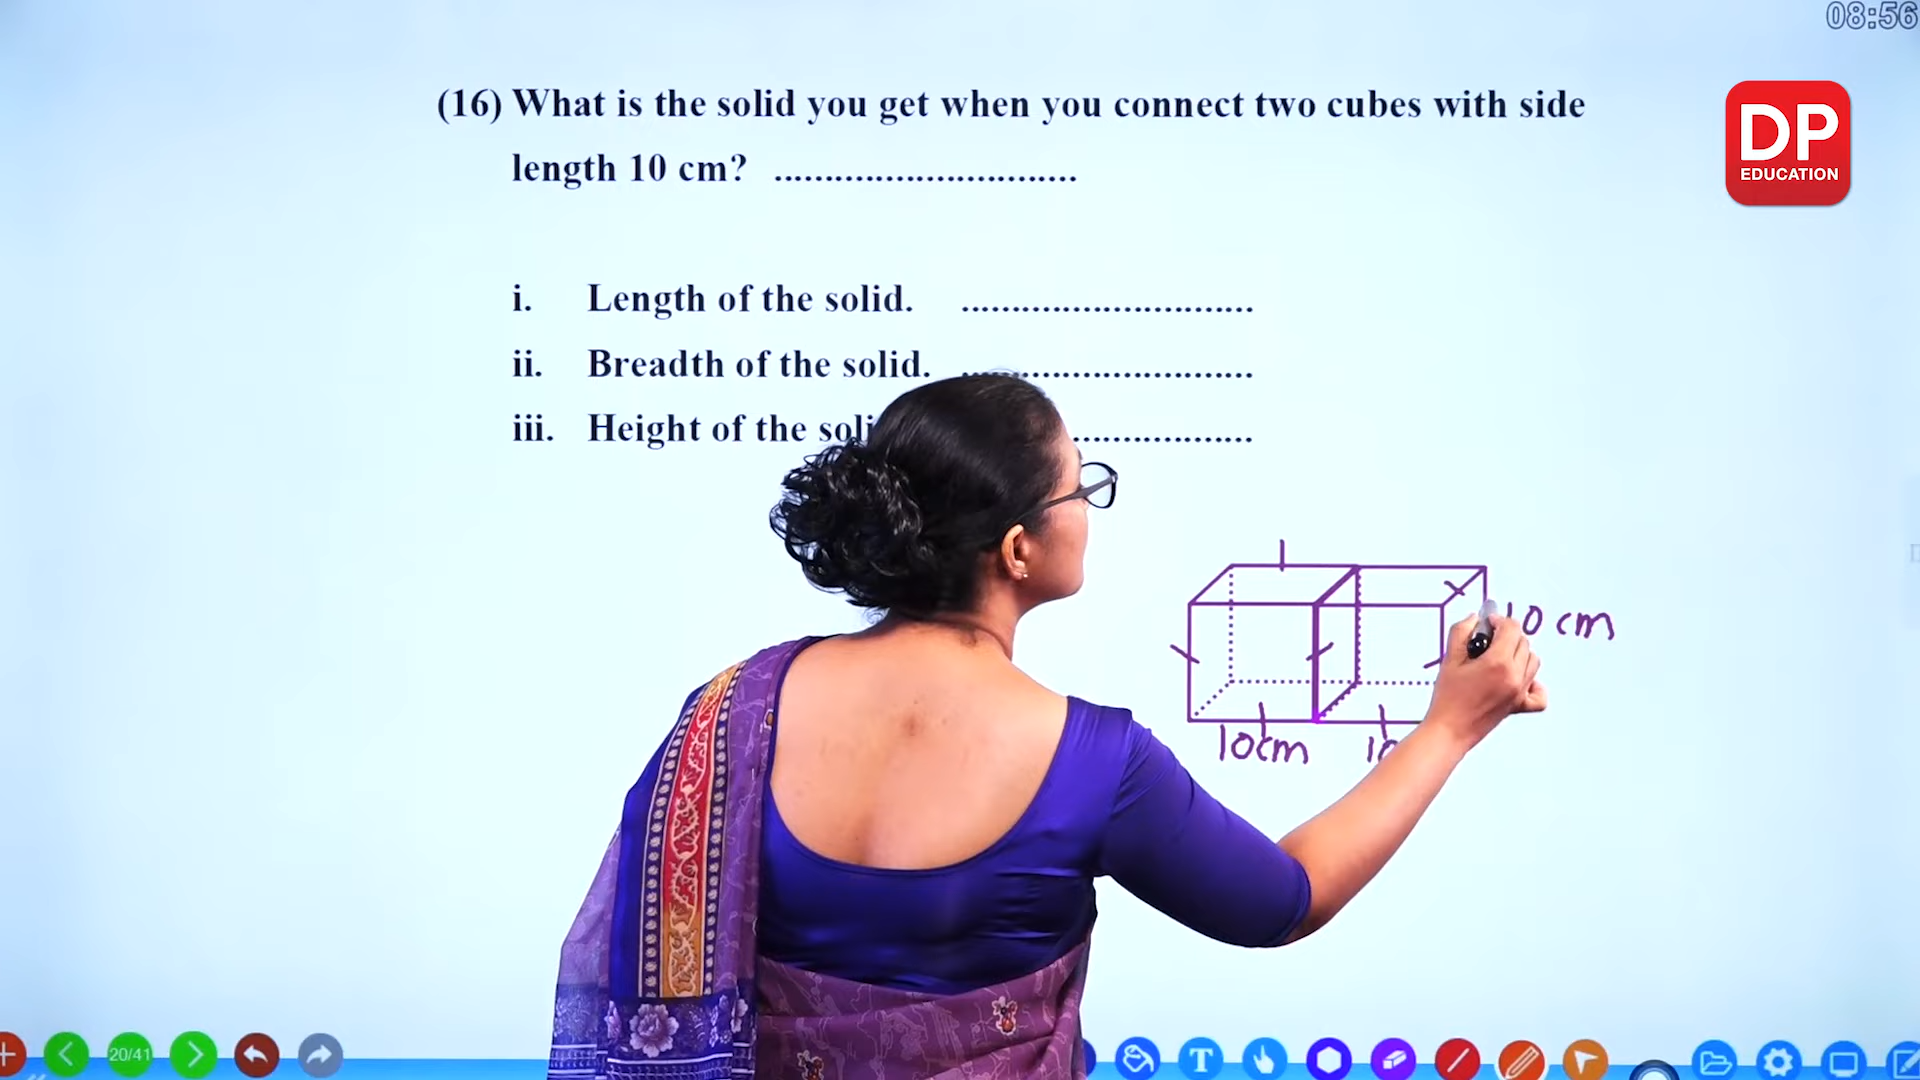 08:56
(16) What is the solid you get when you connect two cubes with side
length 10 cm? ..............................
DP
EDUCATION
i. Length of the solid. .............................
ii. Breadth of the solid. .............................
iii. Height of the ..................
10 cm
10cm
20/41
T